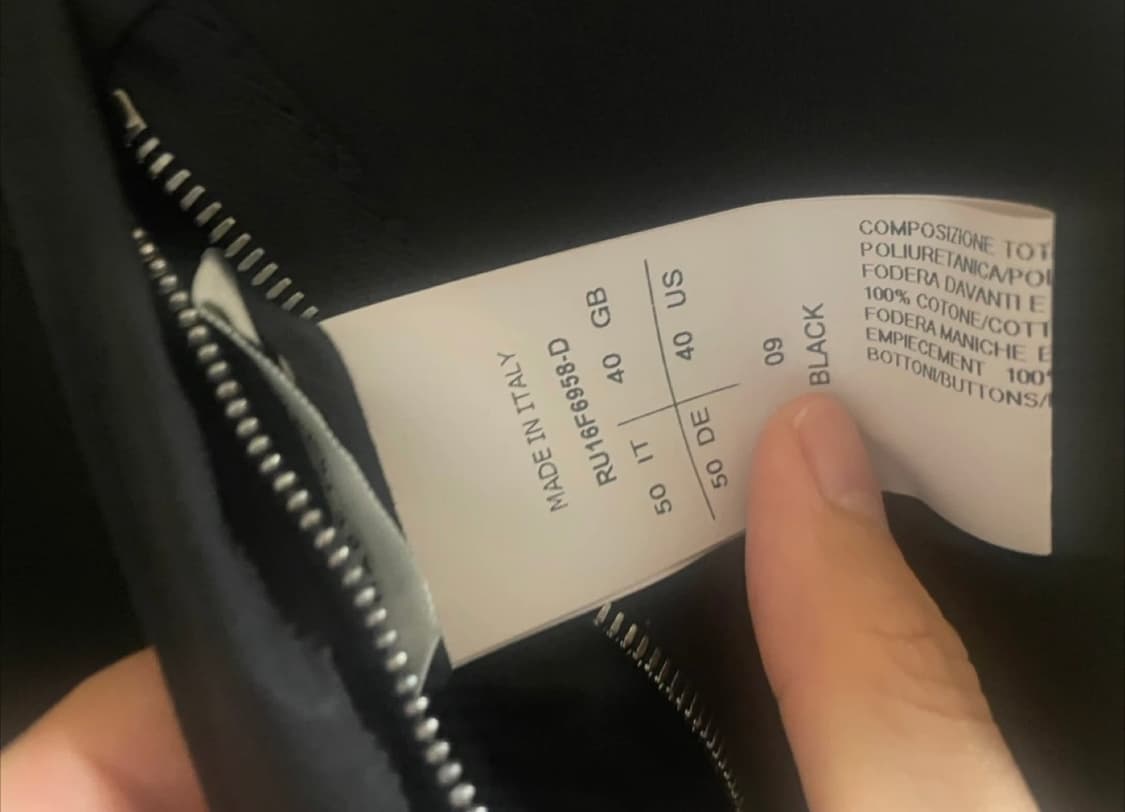 MADE IN ITALY
RU16F6958-D
50 IT 40 GB
50 DE 40 US
09
BLACK
COMPOSIZIONE
POLIURETANICA
FODERA DAVANTI E
100% COTONE
FODERA MANICHE
EMPIECEMENT
BOTTONI/BUTTONS/